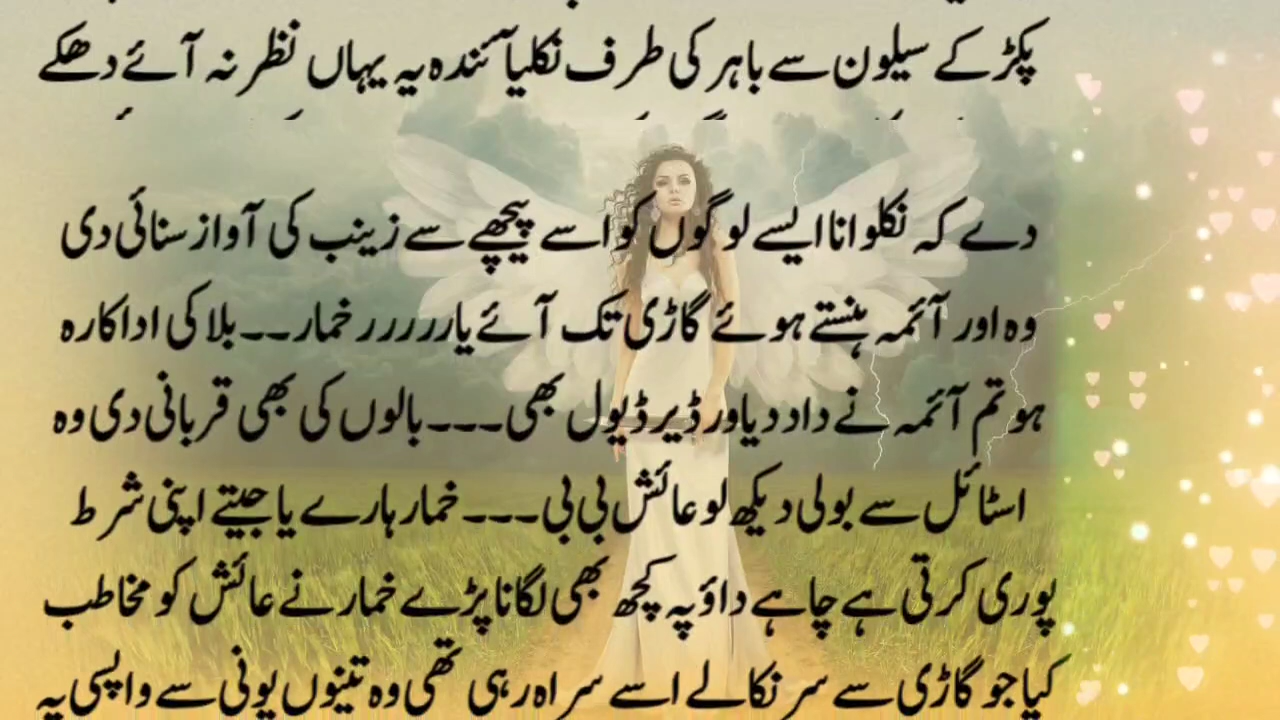 پکڑ کے سیلون سے باہر کی طرف نکلیا ٓئندہ یہ یہاں نظر نہ آئے دھکے
دے کہ نکلوانا ایسے لوگوں کو اسے پیچھے سے زینب کی آواز سنائی دی
وہ اور آئمہ ہنستے ہوئے گاڑی تک آئے یاررررر خمار۔۔بلا کی اداکارہ
ہو تم آئمہ نے داد دیاور ڈیر ڈیول بھی۔۔۔بالوں کی بھی قربانی دی وہ
اسٹائل سے بولی دیکھ لو عائش بی بی۔۔۔خمار ہارے یا جیتے اپنی شرط
پوری کرتی ہے چاہے داؤ پہ کچھ بھی لگانا پڑے خمار نے عائش کو مخاطب
کیا جو گاڑی سے سر نکالے اسے سراہ رہی تھی وہ تینوں یونی سے واپسی پہ